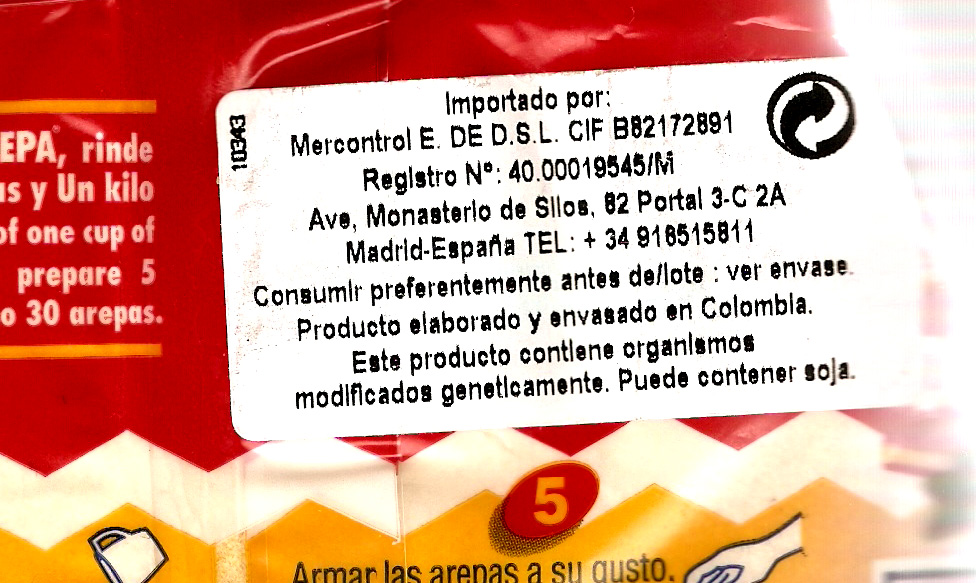 EPA, rinde
as y Un kilo
of one cup of
prepare 5
o 30 arepas.
10343
Importado por:
Mercontrol E. DE D.S.L. CIF B82172891
Registro Nº: 40.00019545/M
Ave, Monasterio de Silos, 82 Portal 3-C 2A
Madrid-España TEL: + 34 918515811
Consumir preferentemente antes de/lote : ver envase.
Producto elaborado y envasado en Colombia.
Este producto contiene organismos
modificados geneticamente. Puede contener soja.
5
Armar las arepas a su gusto.